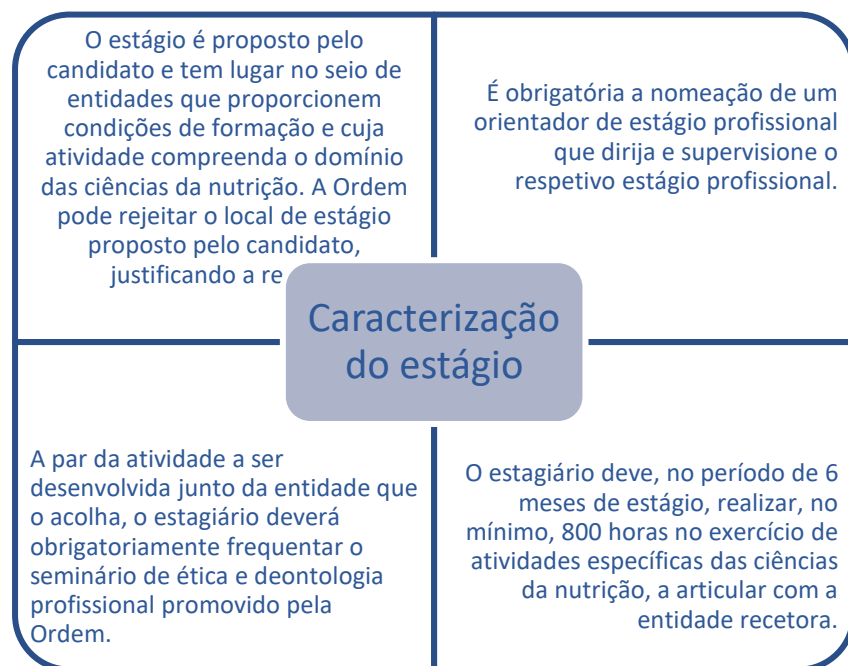 O estágio é proposto pelo
candidato e tem lugar no seio de
entidades que proporcionem
condições de formação e cuja
atividade compreenda o domínio
das ciências da nutrição. A Ordem
pode rejeitar o local de estágio
proposto pelo candidato,
justificando a
É obrigatória a nomeação de um
orientador de estágio profissional
que dirija e supervisione o
respetivo estágio profissional.
Caracterização
do estágio
A par da atividade a ser
desenvolvida junto da entidade que
o acolha, o estagiário deverá
obrigatoriamente frequentar o
seminário de ética e deontologia
profissional promovido pela
Ordem.
O estagiário deve, no período de 6
meses de estágio, realizar, no
mínimo, 800 horas no exercício de
atividades específicas das ciências
da nutrição, a articular com a
entidade recetora.